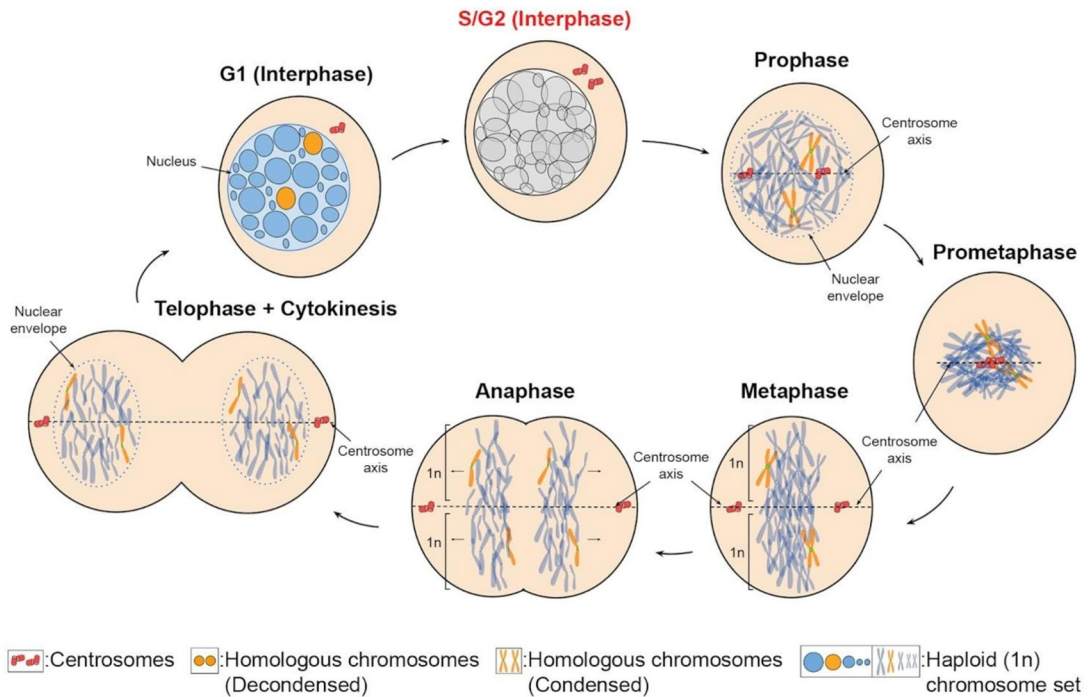 S/G2 (Interphase)
G1 (Interphase)
Prophase
Centrosome
axis
Nucleus
Nuclear
envelope
Prometaphase
Telophase + Cytokinesis
Nuclear
envelope
Anaphase
Metaphase
1n
1n
Centrosome
axis
Centrosome
axis
Centrosome
axis
1n
1n
:Centrosomes
:Homologous chromosomes
(Decondensed)
:Homologous chromosomes
(Condensed)
:Haploid (1n)
chromosome set